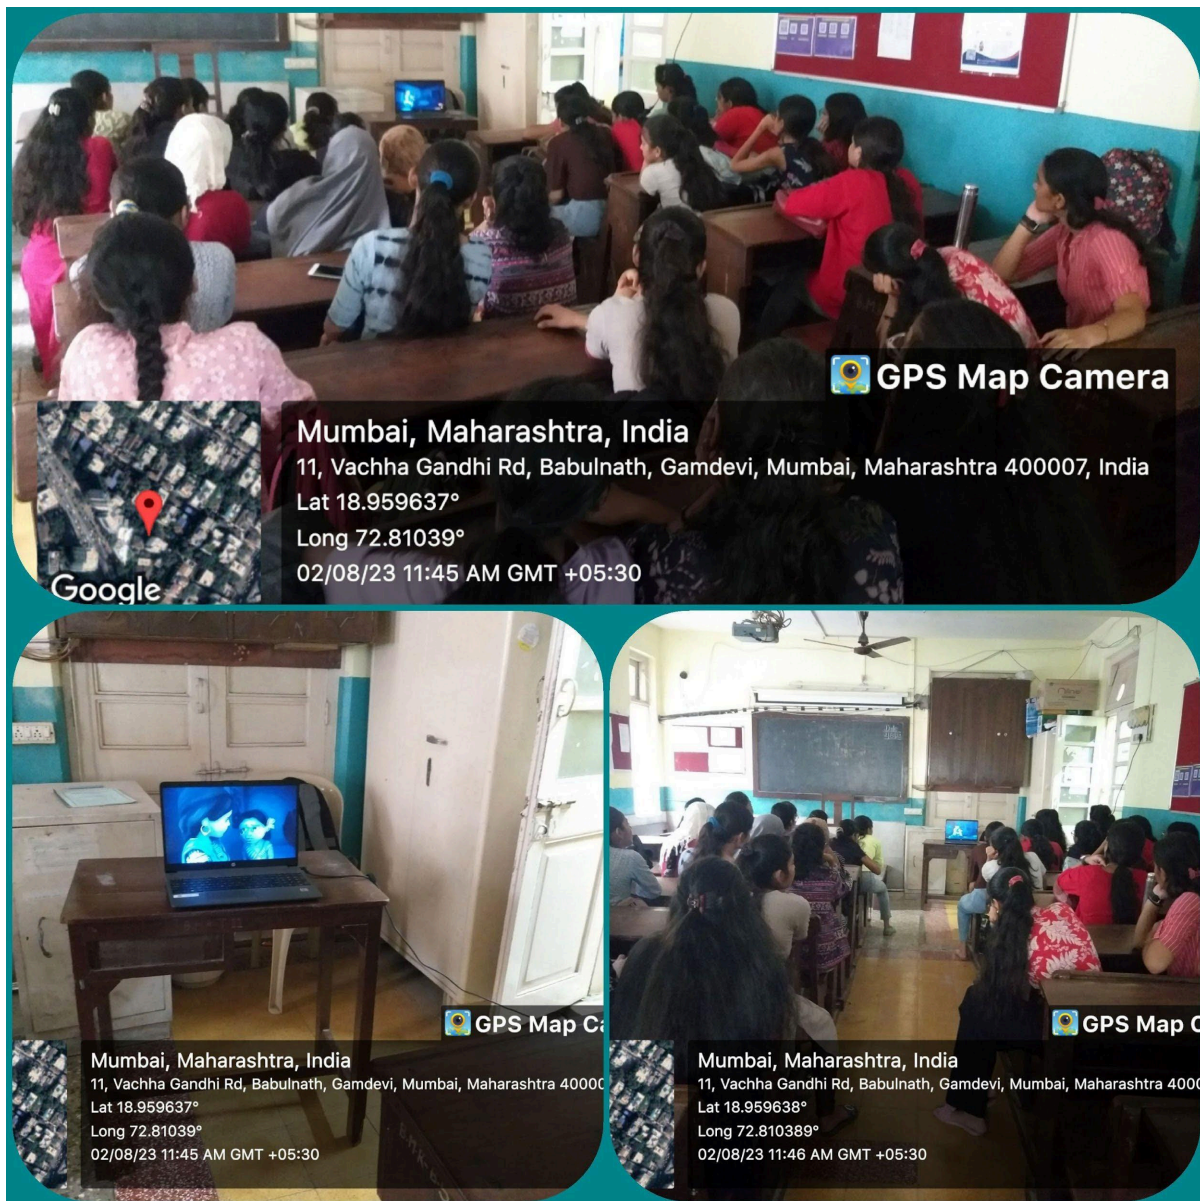 GPS Map Camera
Mumbai, Maharashtra, India
11, Vachha Gandhi Rd, Babulnath, Gamdevi, Mumbai, Maharashtra 400007, India
Lat 18.959637°
Long 72.81039°
02/08/23 11:45 AM GMT +05:30
Google
GPS Map Ca
Mumbai, Maharashtra, India
11, Vachha Gandhi Rd, Babulnath, Gamdevi, Mumbai, Maharashtra 40000
Lat 18.959637°
Long 72.81039°
02/08/23 11:45 AM GMT +05:30
GPS Map C
Mumbai, Maharashtra, India
11, Vachha Gandhi Rd, Babulnath, Gamdevi, Mumbai, Maharashtra 4000
Lat 18.959638°
Long 72.810389°
02/08/23 11:46 AM GMT +05:30